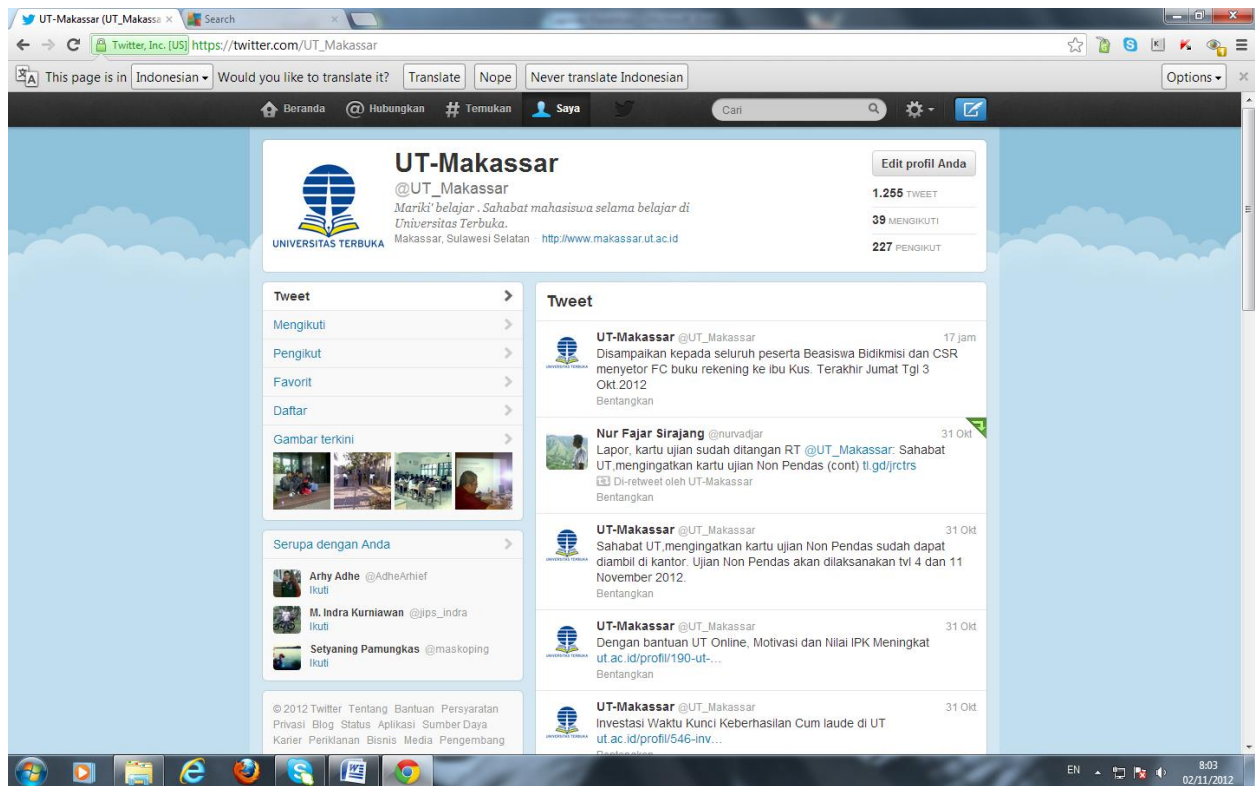 UT-Makassar (UT_Makassa
Search
Twitter, Inc. [US] https://twitter.com/UT_Makassar
This page is in Indonesian Would you like to translate it? Translate Nope Never translate Indonesian Options
Beranda Hubungkan Temukan Saya Cari
UT-Makassar
@UT_Makassar
Mariki' belajar . Sahabat mahasiswa selama belajar di
Universitas Terbuka.
Makassar, Sulawesi Selatan · http://www.makassar.ut.ac.id
UNIVERSITAS TERBUKA
Edit profil Anda
1.255 TWEET
39 MENGIKUTI
227 PENGIKUT
Tweet
Mengikuti
Pengikut
Favorit
Daftar
Gambar terkini
Serupa dengan Anda
Arhy Adhe @AdheArhief
Ikuti
M. Indra Kurniawan @jips_indra
Ikuti
Setyaning Pamungkas @maskoping
Ikuti
© 2012 Twitter Tentang Bantuan Persyaratan
Privasi Blog Status Aplikasi Sumber Daya
Karier Periklanan Bisnis Media Pengembang
Tweet
UT-Makassar @UT_Makassar 17 jam
Disampaikan kepada seluruh peserta Beasiswa Bidikmisi dan CSR
menyetor FC buku rekening ke ibu Kus. Terakhir Jumat Tgl 3
Okt.2012
Bentangkan
Nur Fajar Sirajang @nurvadjar 31 Okt
Lapor, kartu ujian sudah ditangan RT @UT_Makassar: Sahabat
UT,mengingatkan kartu ujian Non Pendas (cont) tl.gd/jrctrs
Di-retweet oleh UT-Makassar
Bentangkan
UT-Makassar @UT_Makassar 31 Okt
Sahabat UT,mengingatkan kartu ujian Non Pendas sudah dapat
diambil di kantor. Ujian Non Pendas akan dilaksanakan tvl 4 dan 11
November 2012.
Bentangkan
UT-Makassar @UT_Makassar 31 Okt
Dengan bantuan UT Online, Motivasi dan Nilai IPK Meningkat
ut.ac.id/profil/190-ut-...
Bentangkan
UT-Makassar @UT_Makassar 31 Okt
Investasi Waktu Kunci Keberhasilan Cum laude di UT
ut.ac.id/profil/546-inv...
EN 8:03
02/11/2012